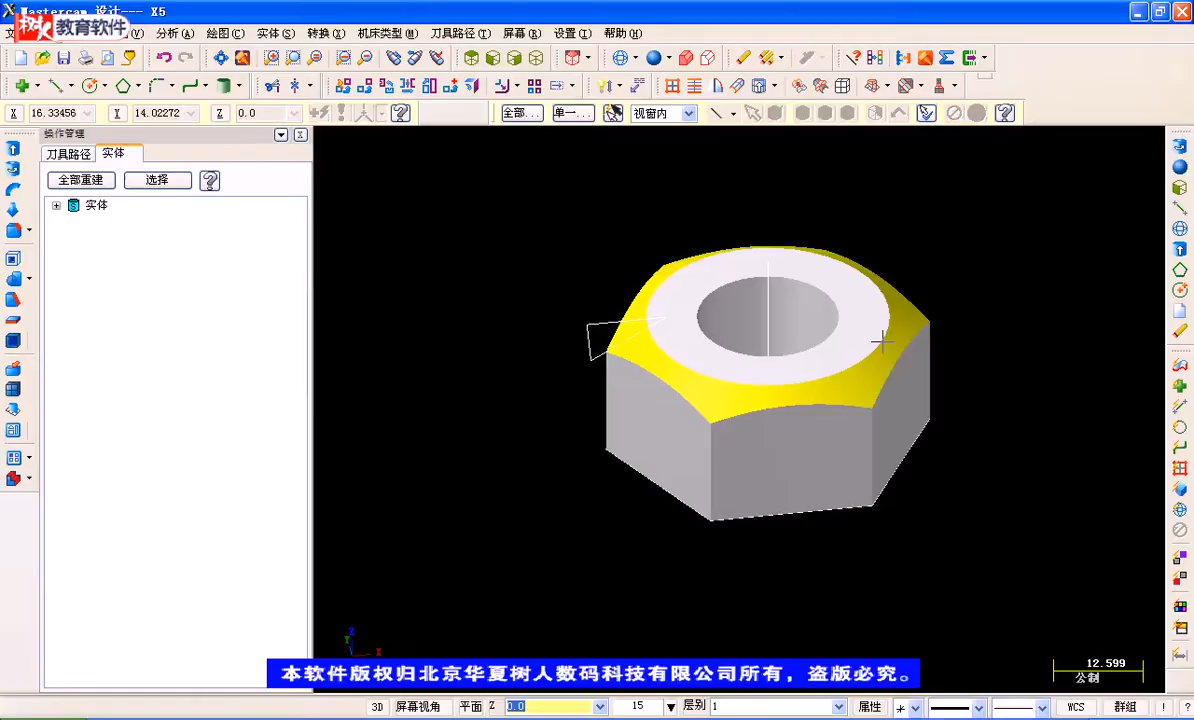 Mastercam 设计--- X5
树人 教育软件
(V) 分析(A) 绘图(C) 实体(S) 转换(X) 机床类型(M) 刀具路径(T) 屏幕(R) 设置(I) 帮助(H)
X 16.33456 Y 14.02272 Z 0.0 全部... 单一... 视窗内
操作管理
刀具路径 实体
全部重建 选择
实体
Z
Y
X
12.599
公制
本软件版权归北京华夏树人数码科技有限公司所有，盗版必究。
3D 屏幕视角 平面 Z 0.0 15 层别 1 属性 WCS 群组 ! ?